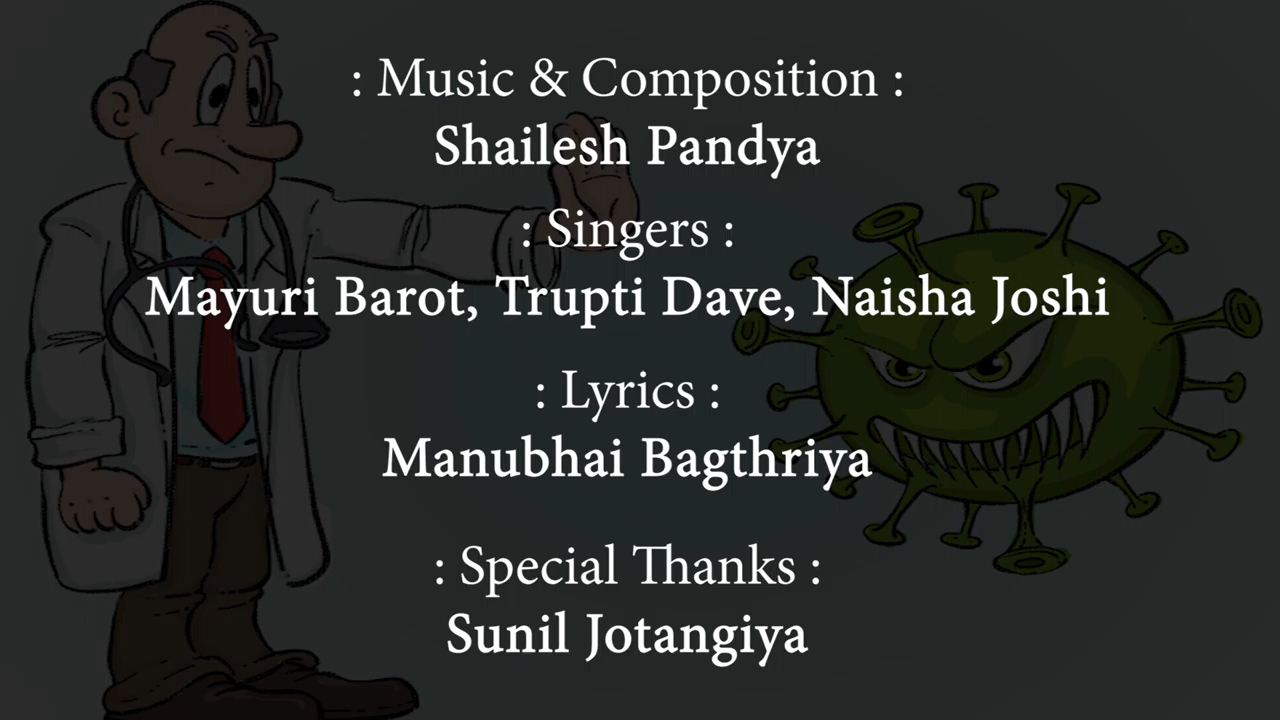 : Music & Composition :
Shailesh Pandya
: Singers :
Mayuri Barot, Trupti Dave, Naisha Joshi
: Lyrics :
Manubhai Bagthriya
: Special Thanks :
Sunil Jotangiya